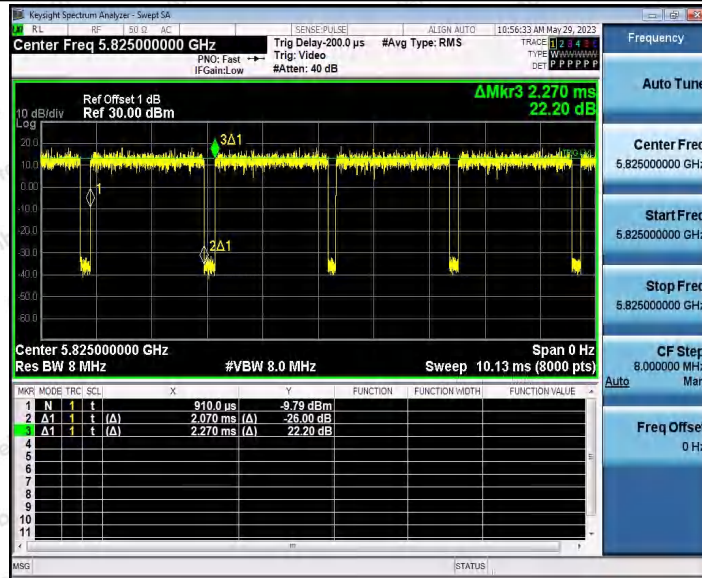 Keysight Spectrum Analyzer - Swept SA
RL RF 50 Ω AC SENSE:PULSE ALIGN AUTO 10:56:33 AM May 29, 2023
Center Freq 5.825000000 GHz
PNO: Fast
IFGain:Low
Trig Delay-200.0 µs
Trig: Video
#Atten: 40 dB
#Avg Type: RMS
TRACE 1 2 3 4 5 6
TYPE WWWWWW
DET P P P P P P
Ref Offset 1 dB
Ref 30.00 dBm
10 dB/div
Log
ΔMkr3 2.270 ms
22.20 dB
20.0
10.0
0.00
-10.0
-20.0
-30.0
-40.0
-50.0
-60.0
3Δ1
1
2Δ1
Center 5.825000000 GHz
Span 0 Hz
Res BW 8 MHz
#VBW 8.0 MHz
Sweep 10.13 ms (8000 pts)
MKR MODE TRC SCL X Y FUNCTION FUNCTION WIDTH FUNCTION VALUE
1 N 1 t 910.0 µs -9.79 dBm
2 Δ1 1 t (Δ) 2.070 ms (Δ) -26.00 dB
3 Δ1 1 t (Δ) 2.270 ms (Δ) 22.20 dB
4
5
6
7
8
9
10
11
MSG
STATUS
Frequency
Auto Tune
Center Freq
5.825000000 GHz
Start Freq
5.825000000 GHz
Stop Freq
5.825000000 GHz
CF Step
8.000000 MHz
Auto Man
Freq Offset
0 Hz